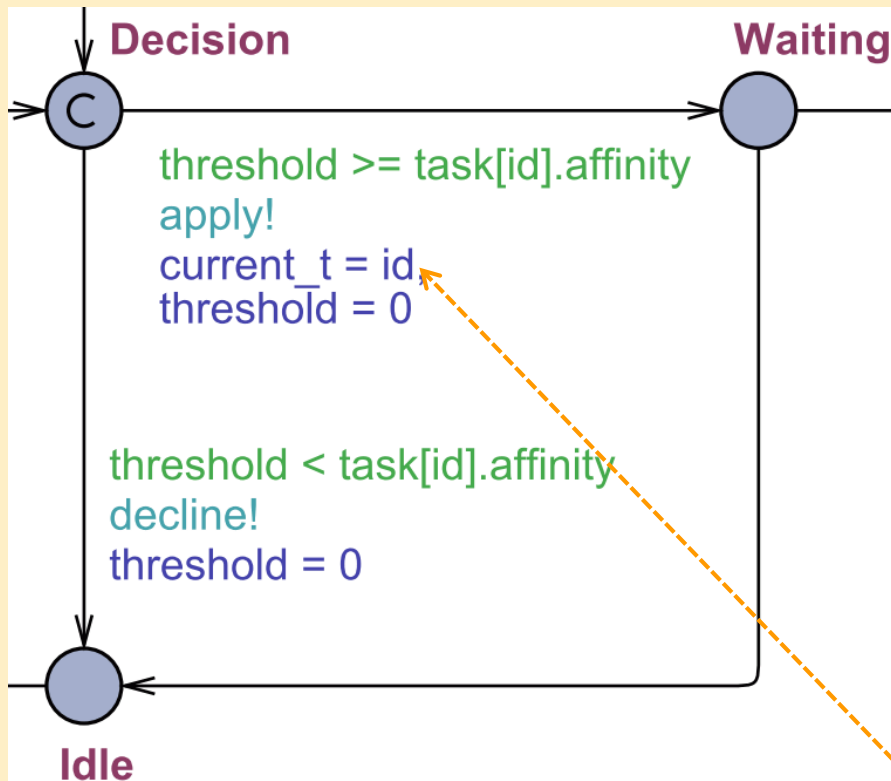 Decision
Waiting
C
threshold >= task[id].affinity
apply!
current_t = id,
threshold = 0
threshold < task[id].affinity
decline!
threshold = 0
Idle